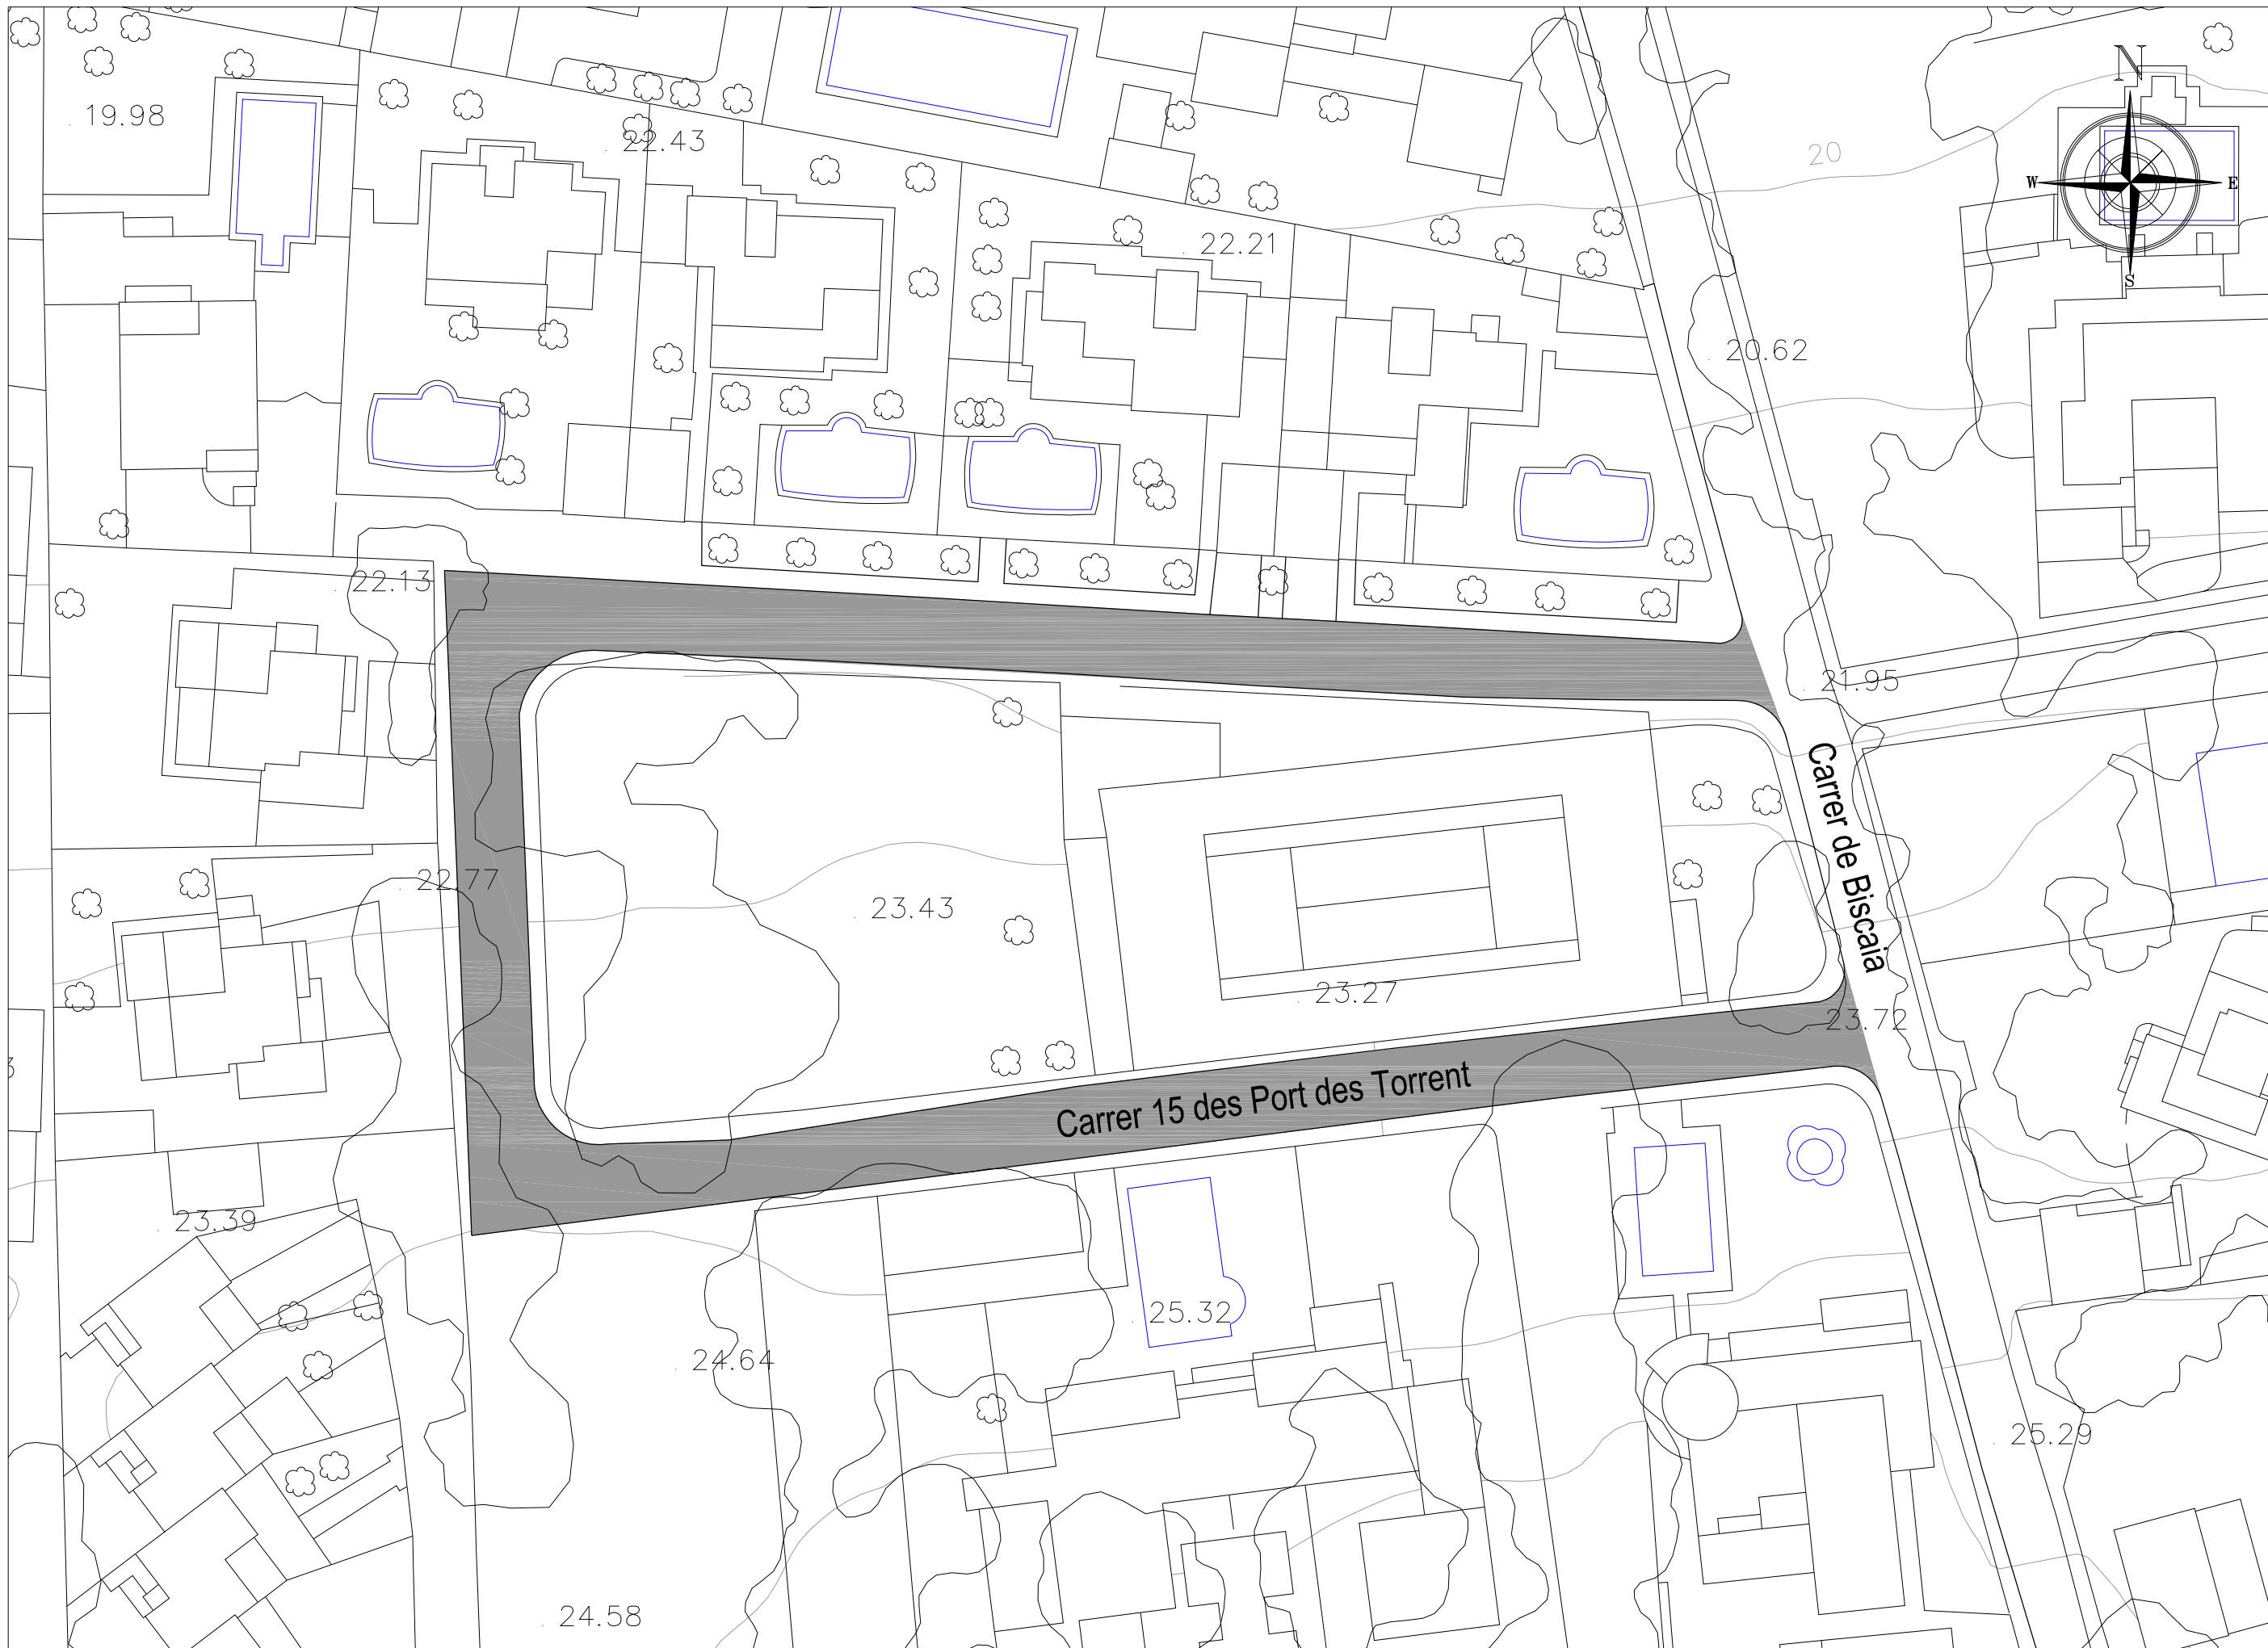 N
19.98
22.43
20
W
E
22.21
S
20.62
22.13
21.95
Carrer de Biscaia
22.77
23.43
23.27
23.72
Carrer 15 des Port des Torrent
23.39
25.32
24.64
25.29
24.58